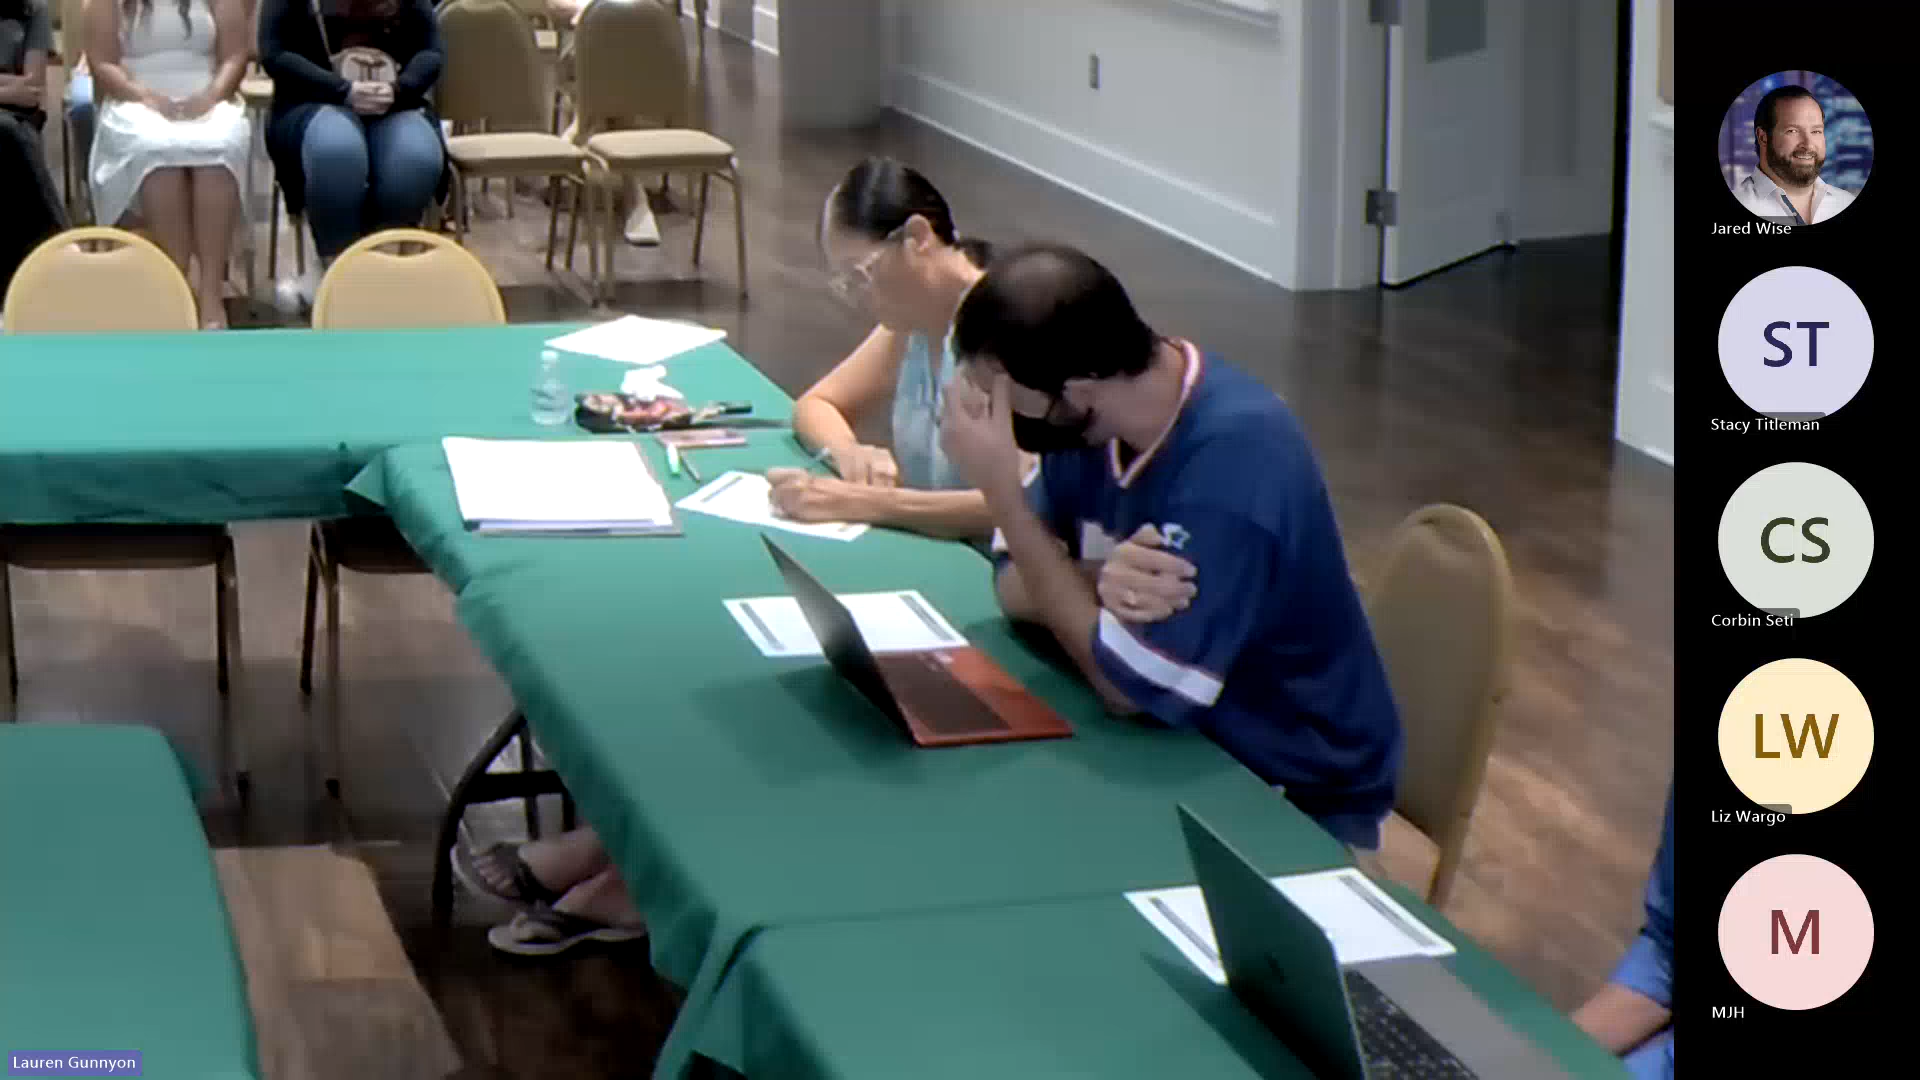 Jared Wise
ST
Stacy Titleman
CS
Corbin Seti
LW
Liz Wargo
M
MJH
Lauren Gunnyon